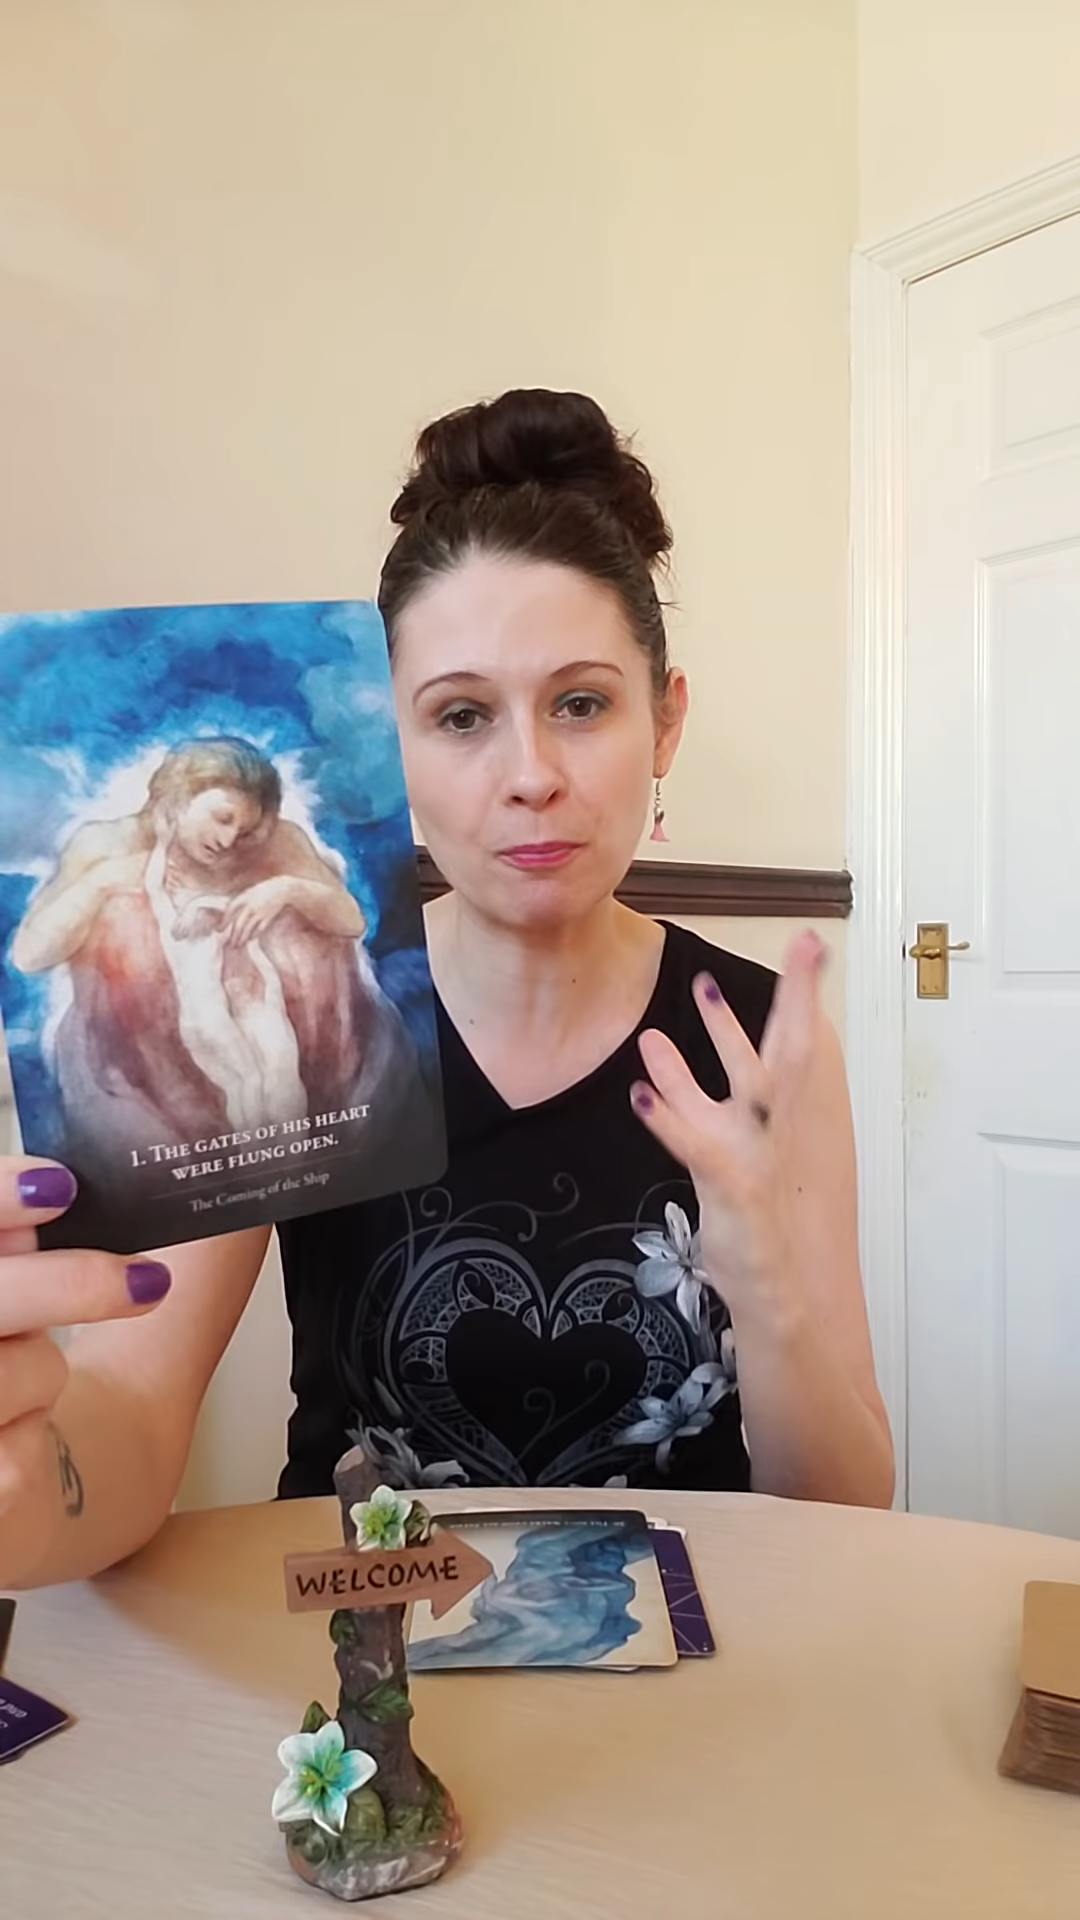 1. THE GATES OF HIS HEART
WERE FLUNG OPEN.
The Coming of the Ship
WELCOME